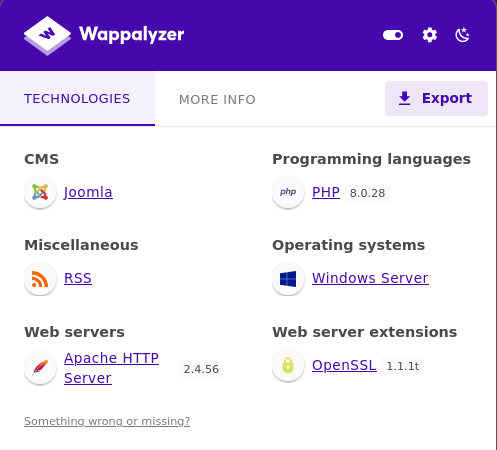 Wappalyzer
TECHNOLOGIES
MORE INFO
Export
CMS
Joomla
Programming languages
php
PHP 8.0.28
Miscellaneous
RSS
Operating systems
Windows Server
Web servers
Apache HTTP
Server 2.4.56
Web server extensions
OpenSSL 1.1.1t
Something wrong or missing?